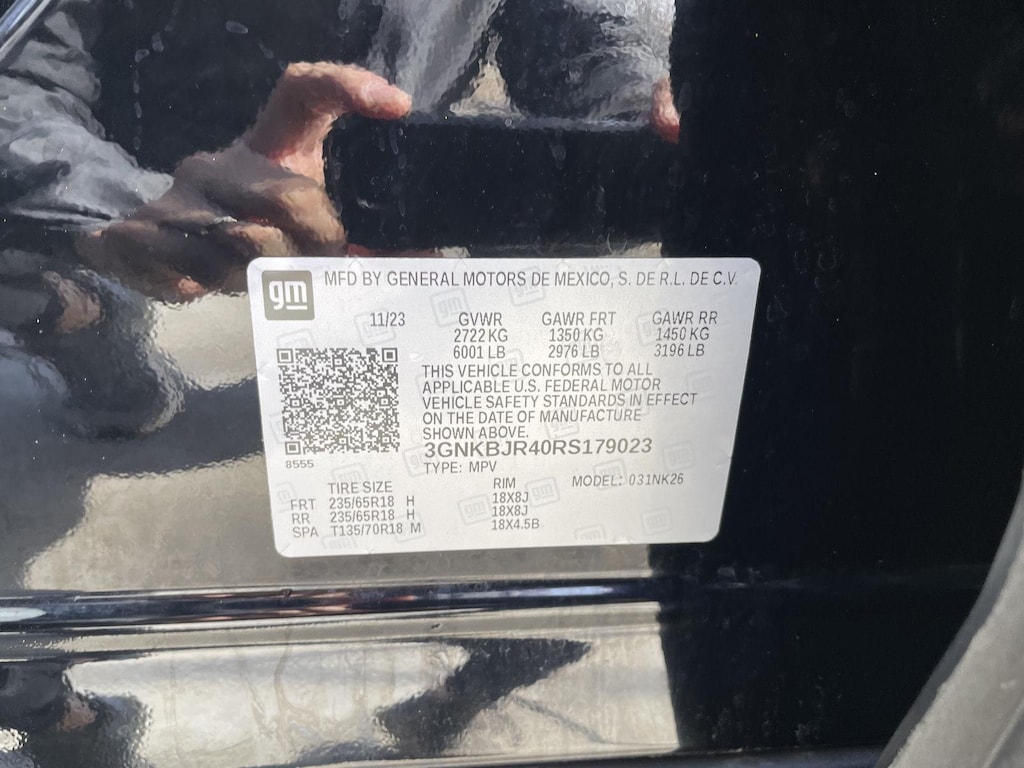 gm MFD BY GENERAL MOTORS DE MEXICO, S. DE R.L. DE C.V.
11/23 GVWR GAWR FRT GAWR RR
2722 KG 1350 KG 1450 KG
6001 LB 2976 LB 3196 LB
THIS VEHICLE CONFORMS TO ALL
APPLICABLE U.S. FEDERAL MOTOR
VEHICLE SAFETY STANDARDS IN EFFECT
ON THE DATE OF MANUFACTURE
SHOWN ABOVE.
3GNKBJR40RS179023
8555 TYPE: MPV
TIRE SIZE RIM MODEL: 031NK26
FRT 235/65R18 H 18X8J
RR 235/65R18 H 18X8J
SPA T135/70R18 M 18X4.5B